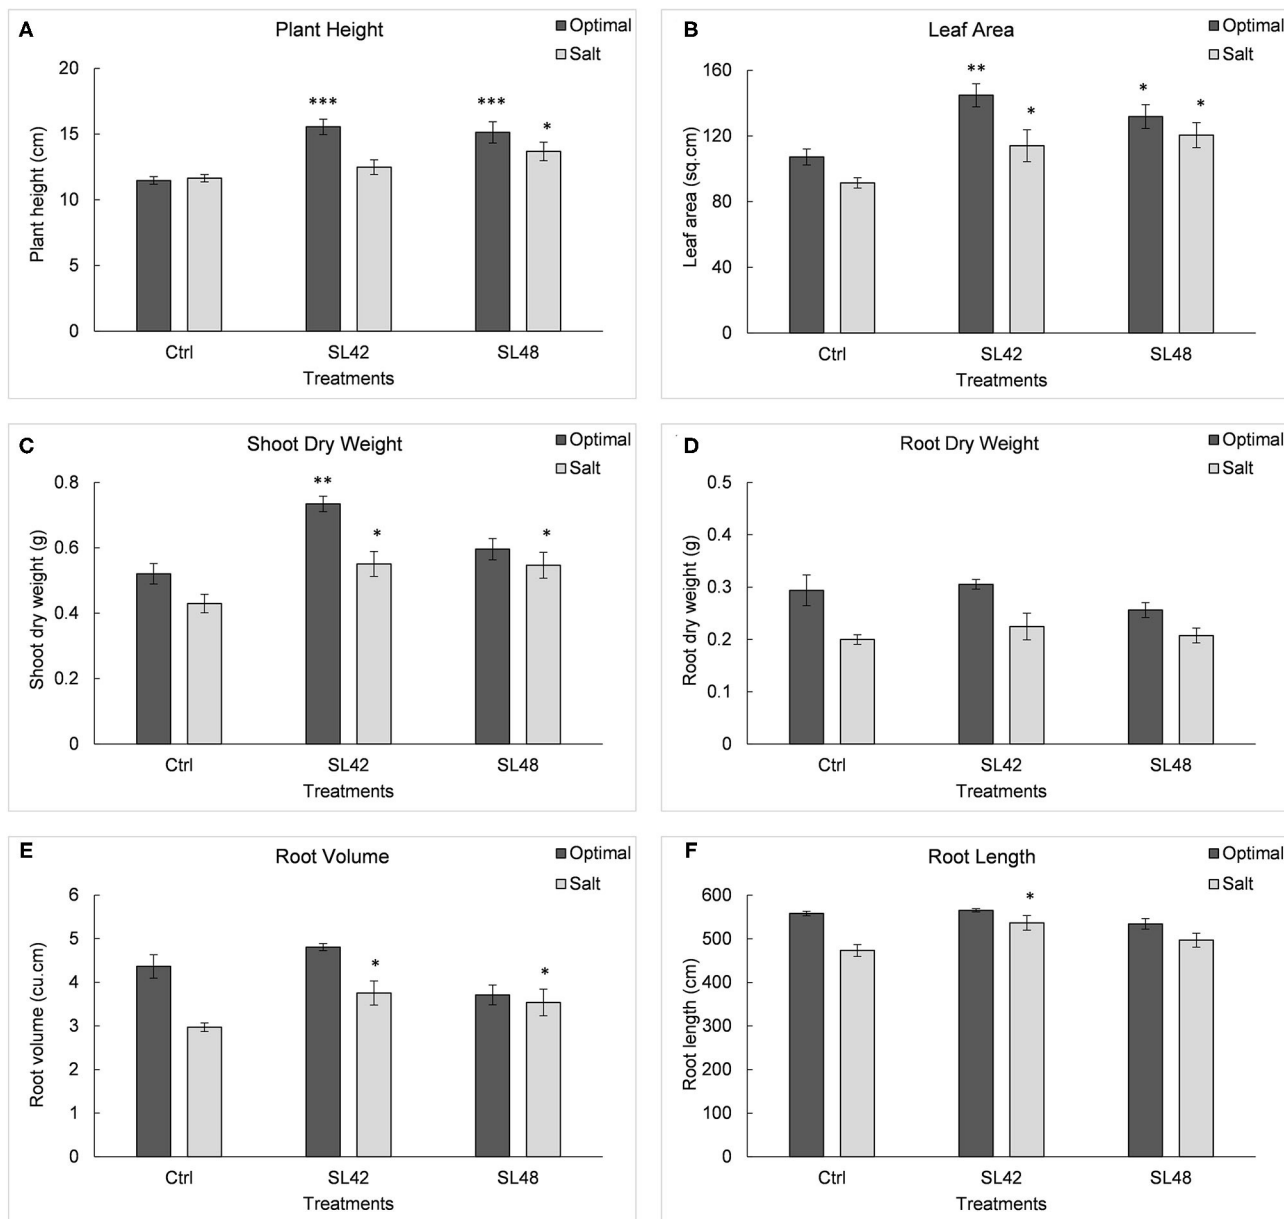 A
Plant Height
Optimal
Salt
***
***
*
20
15
10
5
0
Plant height (cm)
Ctrl SL42 SL48
Treatments
B
Leaf Area
Optimal
Salt
**
*
*
*
160
120
80
40
0
Leaf area (sq.cm)
Ctrl SL42 SL48
Treatments
C
Shoot Dry Weight
Optimal
Salt
**
*
*
0.8
0.6
0.4
0.2
0
Shoot dry weight (g)
Ctrl SL42 SL48
Treatments
D
Root Dry Weight
Optimal
Salt
0.5
0.4
0.3
0.2
0.1
0
Root dry weight (g)
Ctrl SL42 SL48
Treatments
E
Root Volume
Optimal
Salt
*
*
6
5
4
3
2
1
0
Root volume (cu.cm)
Ctrl SL42 SL48
Treatments
F
Root Length
Optimal
Salt
*
600
500
400
300
200
100
0
Root length (cm)
Ctrl SL42 SL48
Treatments